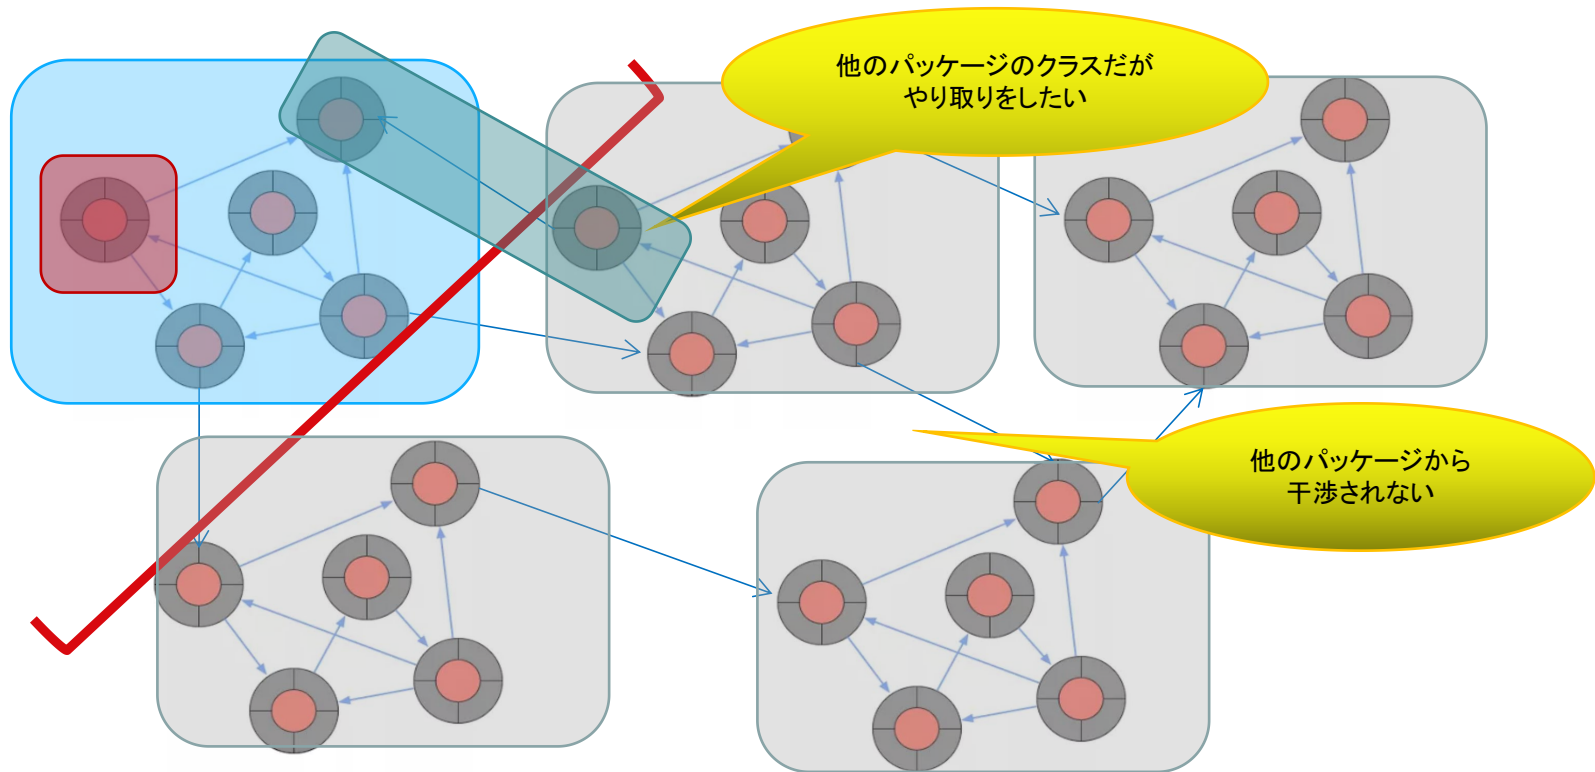 他のパッケージのクラスだが
やり取りをしたい
他のパッケージから
干渉されない